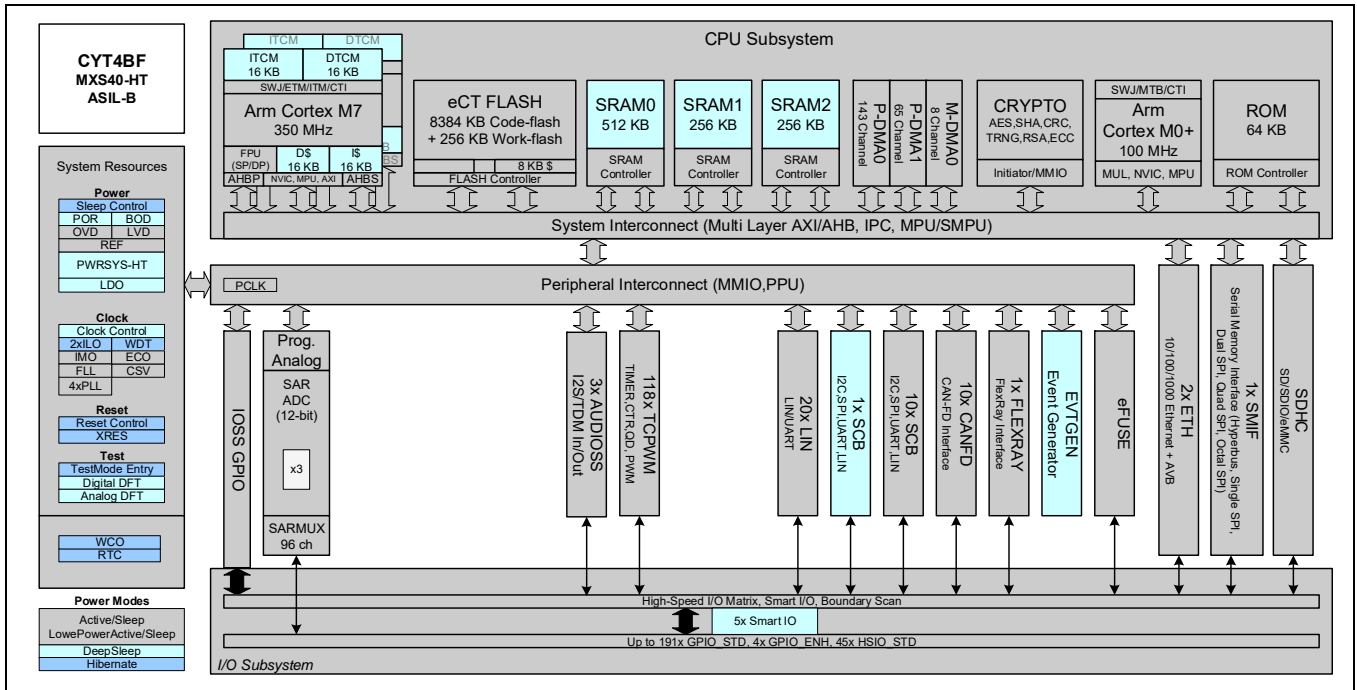 CYT4BF
MXS40-HT
ASIL-B
System Resources
Power
Sleep Control
POR BOD
OVD LVD
REF
PWRSYS-HT
LDO
Clock
Clock Control
2xILO WDT
IMO ECO
FLL CSV
4xPLL
Reset
Reset Control
XRES
Test
TestMode Entry
Digital DFT
Analog DFT
WCO
RTC
Power Modes
Active/Sleep
LowePowerActive/Sleep
DeepSleep
Hibernate
CPU Subsystem
ITCM DTCM
ITCM
16 KB
DTCM
16 KB
SWJ/ETM/ITM/CTI
Arm Cortex M7
350 MHz
FPU
(SP/DP)
D$
16 KB
I$
16 KB
AHBP NVIC, MPU, AXI AHBS
eCT FLASH
8384 KB Code-flash
+ 256 KB Work-flash
8 KB $
FLASH Controller
SRAM0
512 KB
SRAM
Controller
SRAM1
256 KB
SRAM
Controller
SRAM2
256 KB
SRAM
Controller
P-DMA0
143 Channel
P-DMA1
65 Channel
M-DMA0
8 Channel
CRYPTO
AES,SHA,CRC,
TRNG,RSA,ECC
Initiator/MMIO
SWJ/MTB/CTI
Arm
Cortex M0+
100 MHz
MUL, NVIC, MPU
ROM
64 KB
ROM Controller
System Interconnect (Multi Layer AXI/AHB, IPC, MPU/SMPU)
PCLK
Peripheral Interconnect (MMIO,PPU)
IOSS GPIO
Prog.
Analog
SAR
ADC
(12-bit)
x3
SARMUX
96 ch
3x AUDIOSS
I2S/TDM In/Out
118x TCPWM
TIMER,CTR,QD, PWM
20x LIN
LIN/UART
1x SCB
I2C,SPI,UART,LIN
10x SCB
I2C,SPI,UART,LIN
10x CANFD
CAN-FD Interface
1x FLEXRAY
FlexRay Interface
EVTGEN
Event Generator
eFUSE
2x ETH
10/100/1000 Ethernet + AVB
1x SMIF
Serial Memory Interface (Hyperbus, Single SPI,
Dual SPI, Quad SPI, Octal SPI)
SDHC
SD/SDIO/eMMC
High-Speed I/O Matrix, Smart I/O, Boundary Scan
5x Smart IO
Up to 191x GPIO_STD, 4x GPIO_ENH, 45x HSIO_STD
I/O Subsystem